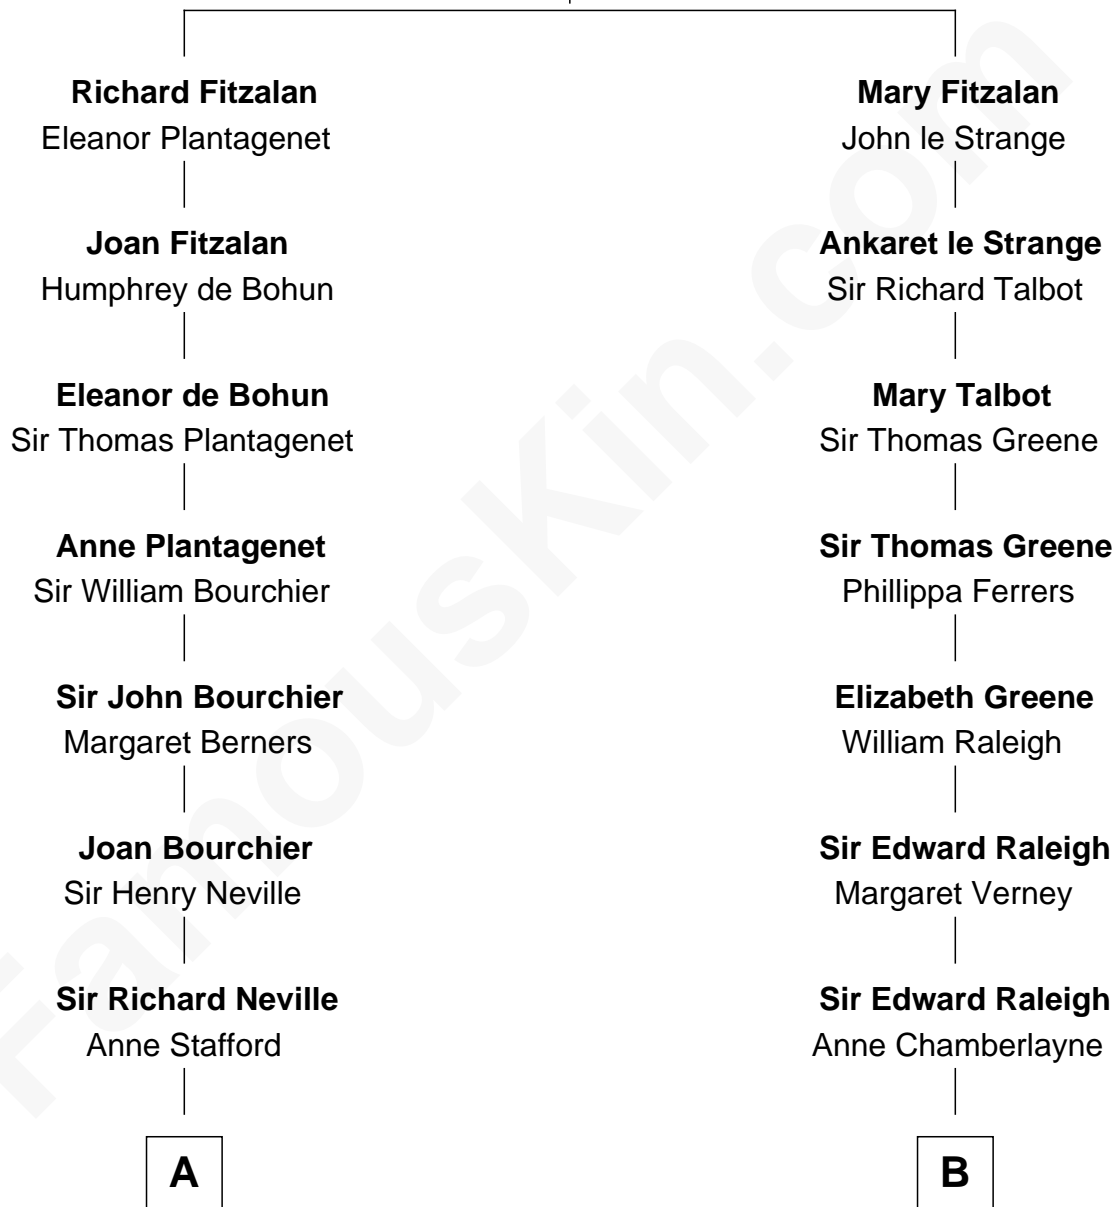 Richard Fitzalan
Eleanor Plantagenet
Joan Fitzalan
Humphrey de Bohun
Eleanor de Bohun
Sir Thomas Plantagenet
Anne Plantagenet
Sir William Bourchier
Sir John Bourchier
Margaret Berners
Joan Bourchier
Sir Henry Neville
Sir Richard Neville
Anne Stafford
A
Mary Fitzalan
John le Strange
Ankaret le Strange
Sir Richard Talbot
Mary Talbot
Sir Thomas Greene
Sir Thomas Greene
Phillippa Ferrers
Elizabeth Greene
William Raleigh
Sir Edward Raleigh
Margaret Verney
Sir Edward Raleigh
Anne Chamberlayne
B
FamousKin.com